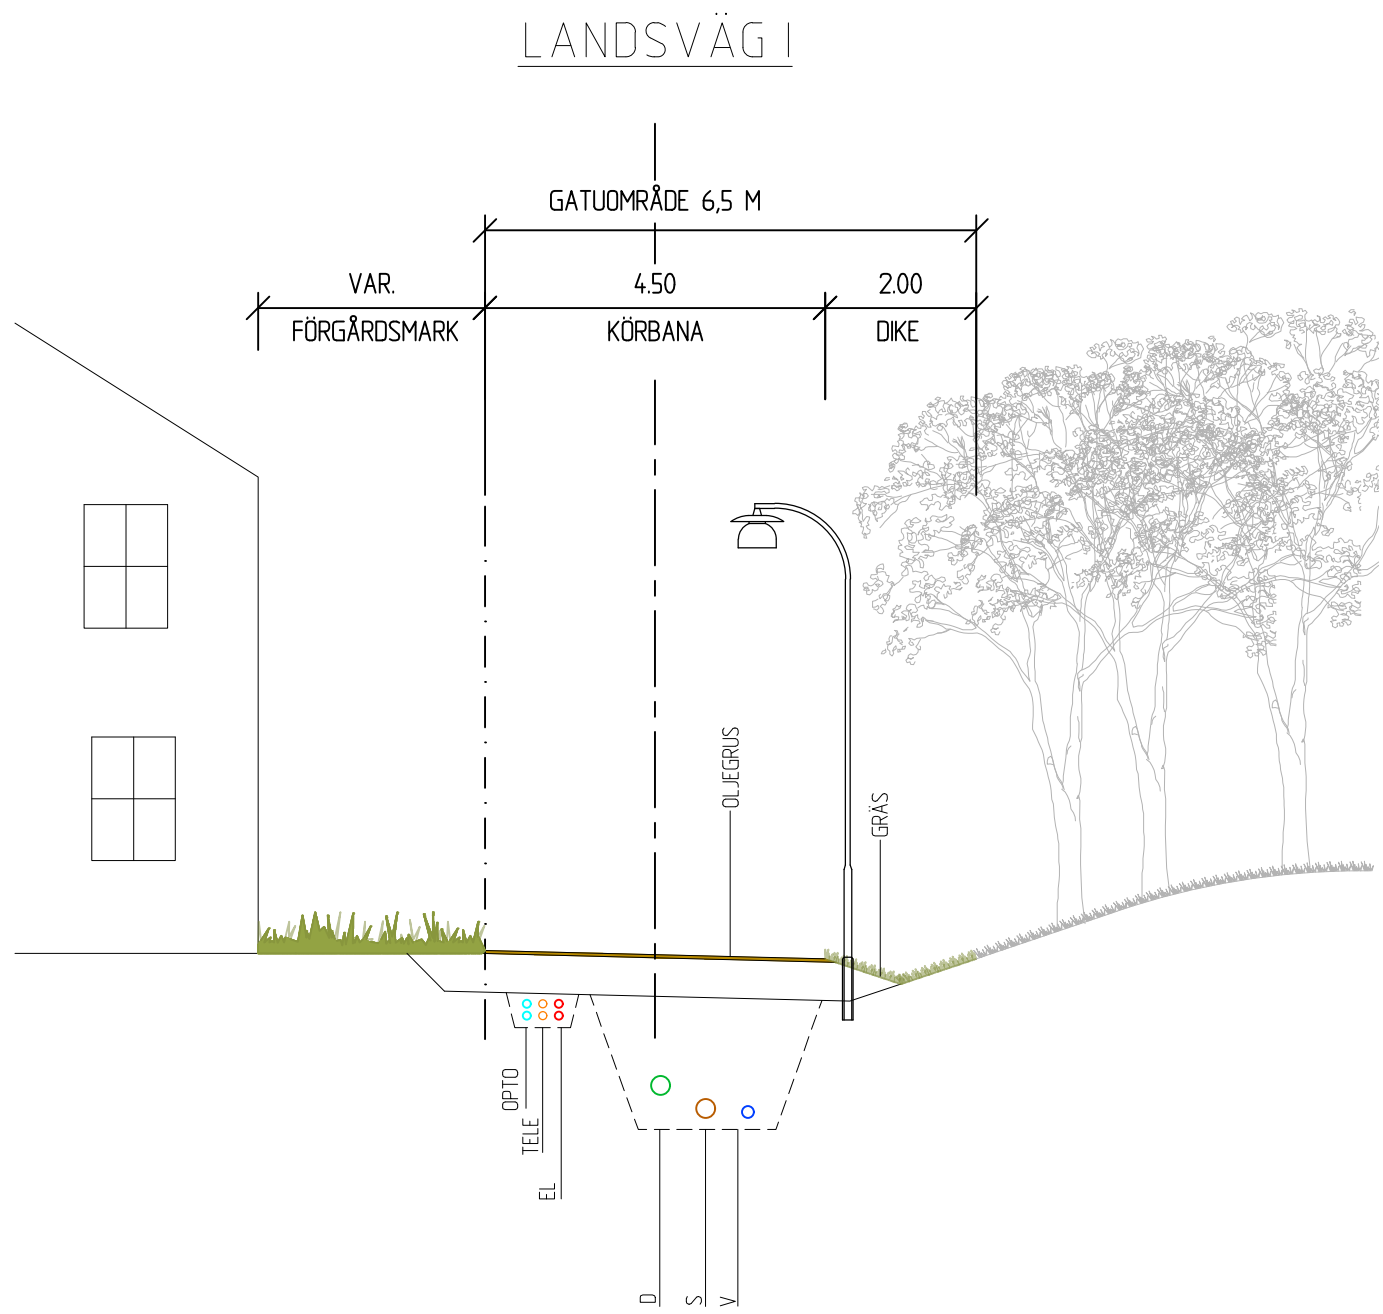 LANDSVÄG I
GATUOMRÅDE 6,5 M
VAR.
4.50
2.00
FÖRGÅRDSMARK
KÖRBANA
DIKE
OLJEGRUS
GRÄS
OPTO
TELE
EL
D
S
V